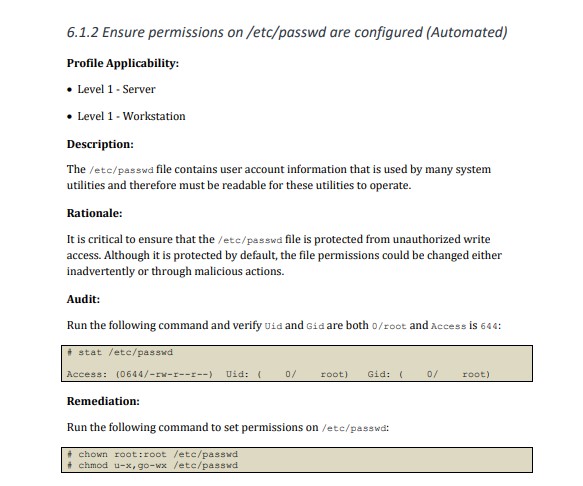 6.1.2 Ensure permissions on /etc/passwd are configured (Automated)
Profile Applicability:
• Level 1 - Server
• Level 1 - Workstation
Description:
The /etc/passwd file contains user account information that is used by many system
utilities and therefore must be readable for these utilities to operate.
Rationale:
It is critical to ensure that the /etc/passwd file is protected from unauthorized write
access. Although it is protected by default, the file permissions could be changed either
inadvertently or through malicious actions.
Audit:
Run the following command and verify Uid and Gid are both 0/root and Access is 644:
# stat /etc/passwd
Access: (0644/-rw-r--r--) Uid: ( 0/ root) Gid: ( 0/ root)
Remediation:
Run the following command to set permissions on /etc/passwd:
# chown root:root /etc/passwd
# chmod u-x,go-wx /etc/passwd